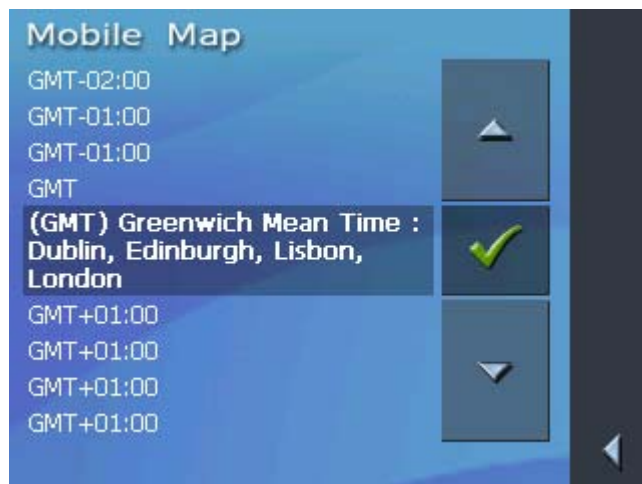 Mobile Map
GMT-02:00
GMT-01:00
GMT-01:00
GMT
(GMT) Greenwich Mean Time :
Dublin, Edinburgh, Lisbon,
London
GMT+01:00
GMT+01:00
GMT+01:00
GMT+01:00